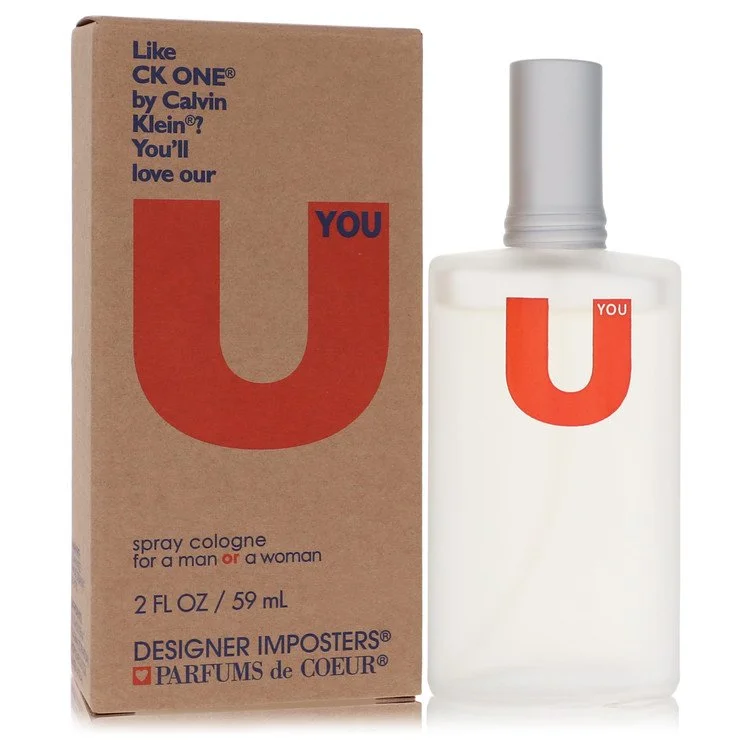 Like
CK ONE®
by Calvin
Klein®?
You'll
love our
U YOU
spray cologne
for a man or a woman
2 FL OZ / 59 mL
DESIGNER IMPOSTERS®
PARFUMS de COEUR®
U YOU